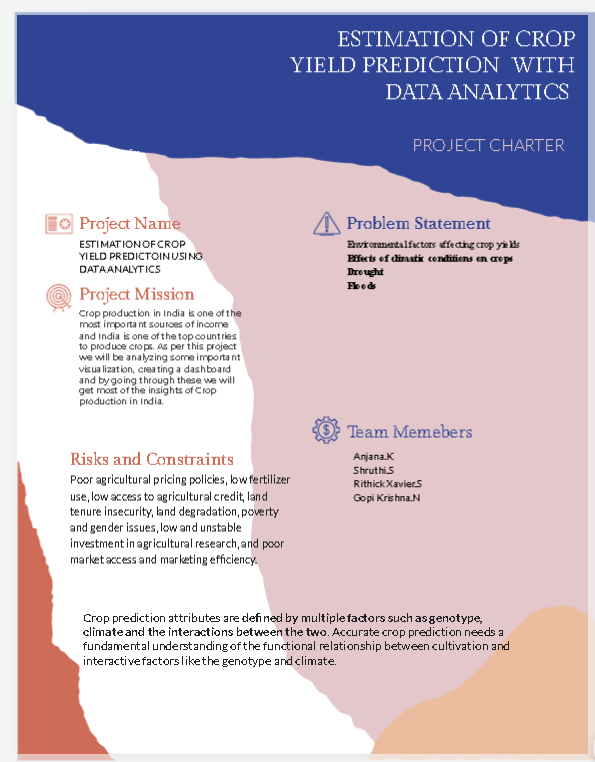 ESTIMATION OF CROP
YIELD PREDICTION WITH
DATA ANALYTICS
PROJECT CHARTER
Project Name
ESTIMATION OF CROP
YIELD PREDICTOIN USING
DATA ANALYTICS
Project Mission
Crop production in India is one of the
most important sources of income
and India is one of the top countries
to produce crops. As per this project
we will be analyzing some important
visualization, creating a dashboard
and by going through these we will
get most of the insights of Crop
production in India.
Problem Statement
Environmental factors affecting crop yields
Effects of climatic conditions on crops
Drought
Floods
Team Memebers
Anjana.K
Shruthi.S
Rithick Xavier.S
Gopi Krishna.N
Risks and Constraints
Poor agricultural pricing policies, low fertilizer
use, low access to agricultural credit, land
tenure insecurity, land degradation, poverty
and gender issues, low and unstable
investment in agricultural research, and poor
market access and marketing efficiency.
Crop prediction attributes are defined by multiple factors such as genotype,
climate and the interactions between the two. Accurate crop prediction needs a
fundamental understanding of the functional relationship between cultivation and
interactive factors like the genotype and climate.